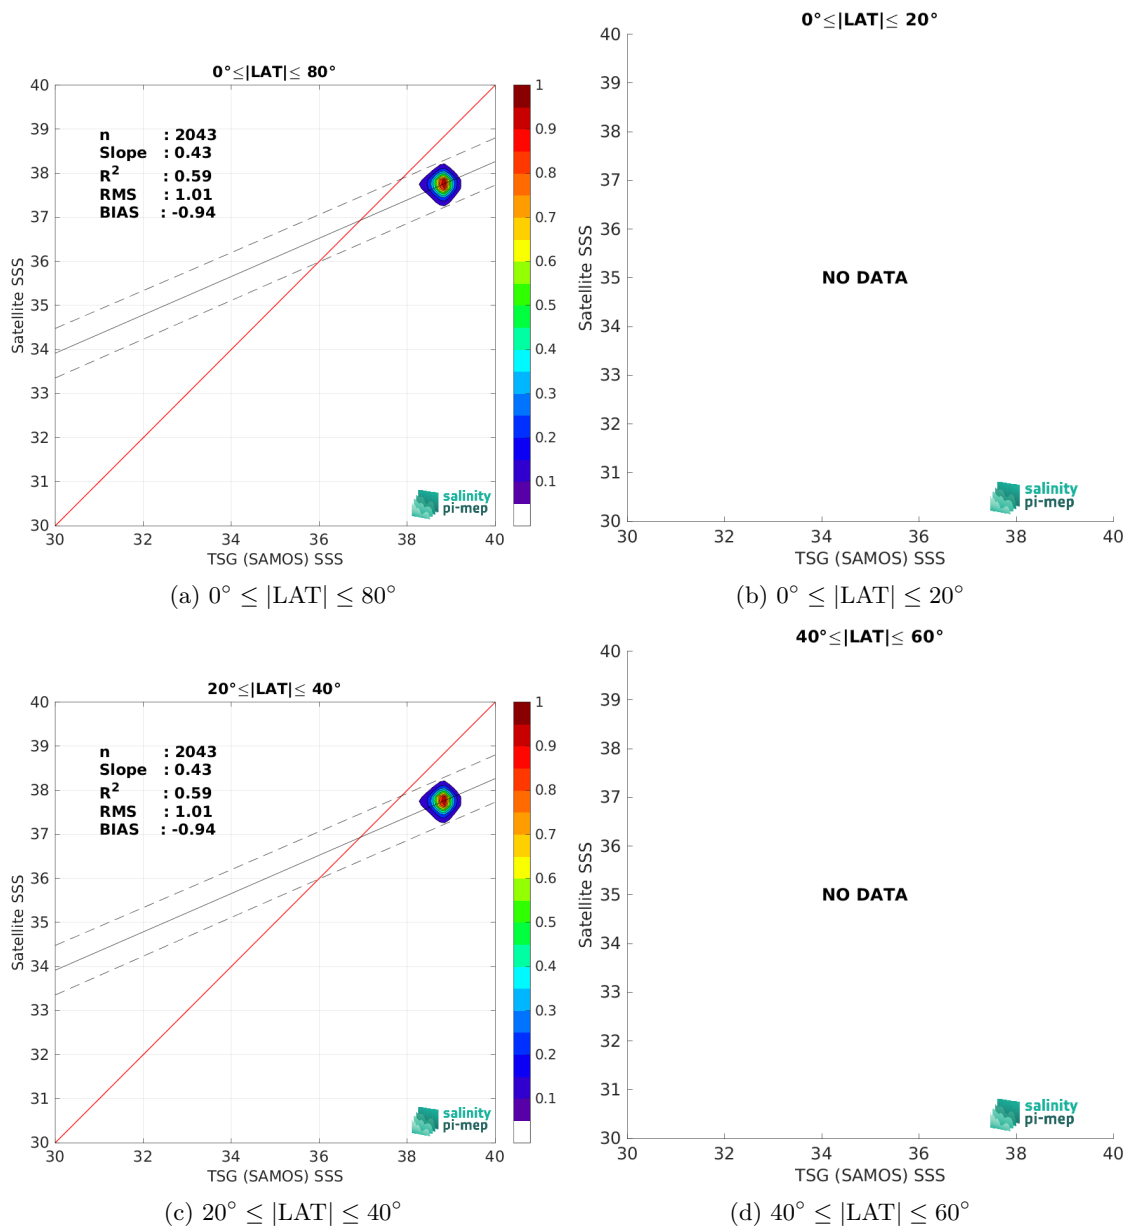 0°≤|LAT|≤ 80°
40
39
38
37
36
35
34
33
32
31
30
Satellite SSS
n : 2043
Slope : 0.43
R² : 0.59
RMS : 1.01
BIAS : -0.94
1
0.9
0.8
0.7
0.6
0.5
0.4
0.3
0.2
0.1
salinity
pi-mep
30 32 34 36 38 40
TSG (SAMOS) SSS
(a) 0° ≤ |LAT| ≤ 80°
0°≤|LAT|≤ 20°
40
39
38
37
36
35
34
33
32
31
30
Satellite SSS
NO DATA
salinity
pi-mep
30 32 34 36 38 40
TSG (SAMOS) SSS
(b) 0° ≤ |LAT| ≤ 20°
20°≤|LAT|≤ 40°
40
39
38
37
36
35
34
33
32
31
30
Satellite SSS
n : 2043
Slope : 0.43
R² : 0.59
RMS : 1.01
BIAS : -0.94
1
0.9
0.8
0.7
0.6
0.5
0.4
0.3
0.2
0.1
salinity
pi-mep
30 32 34 36 38 40
TSG (SAMOS) SSS
(c) 20° ≤ |LAT| ≤ 40°
40°≤|LAT|≤ 60°
40
39
38
37
36
35
34
33
32
31
30
Satellite SSS
NO DATA
salinity
pi-mep
30 32 34 36 38 40
TSG (SAMOS) SSS
(d) 40° ≤ |LAT| ≤ 60°